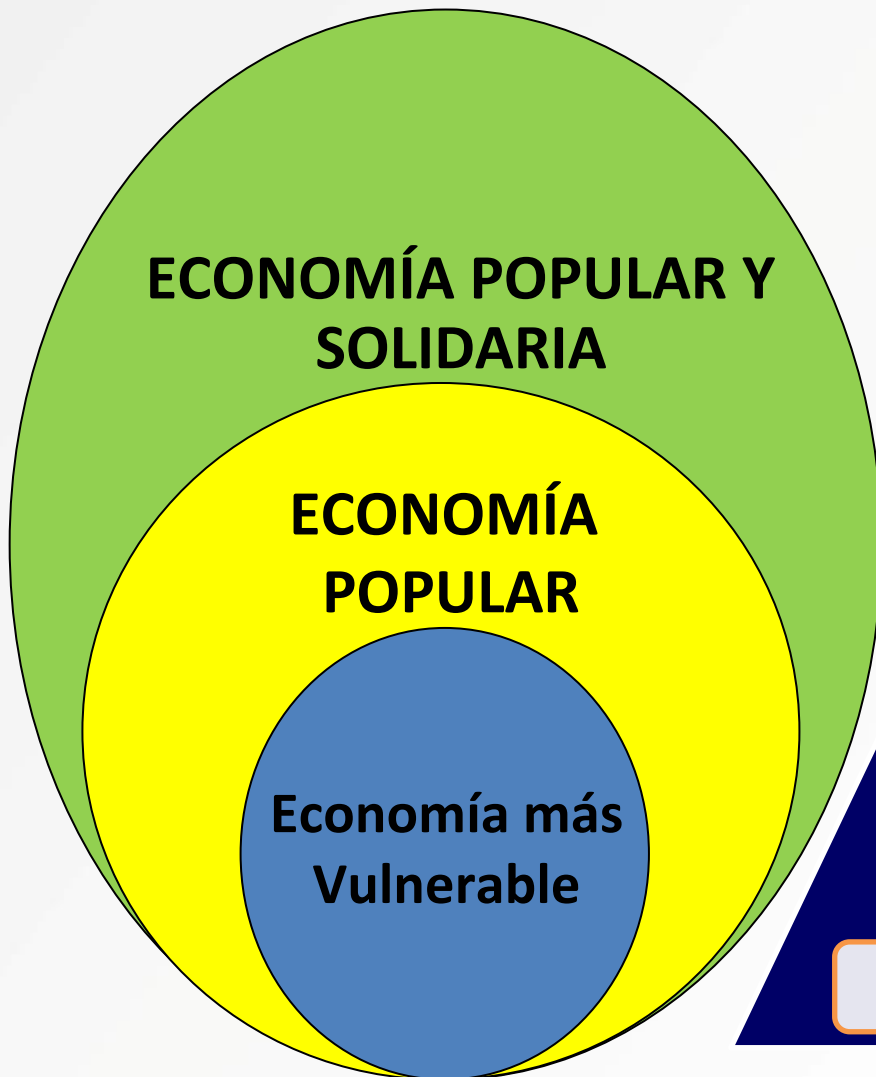 ECONOMÍA POPULAR Y
SOLIDARIA
ECONOMÍA
POPULAR
Economía más
Vulnerable